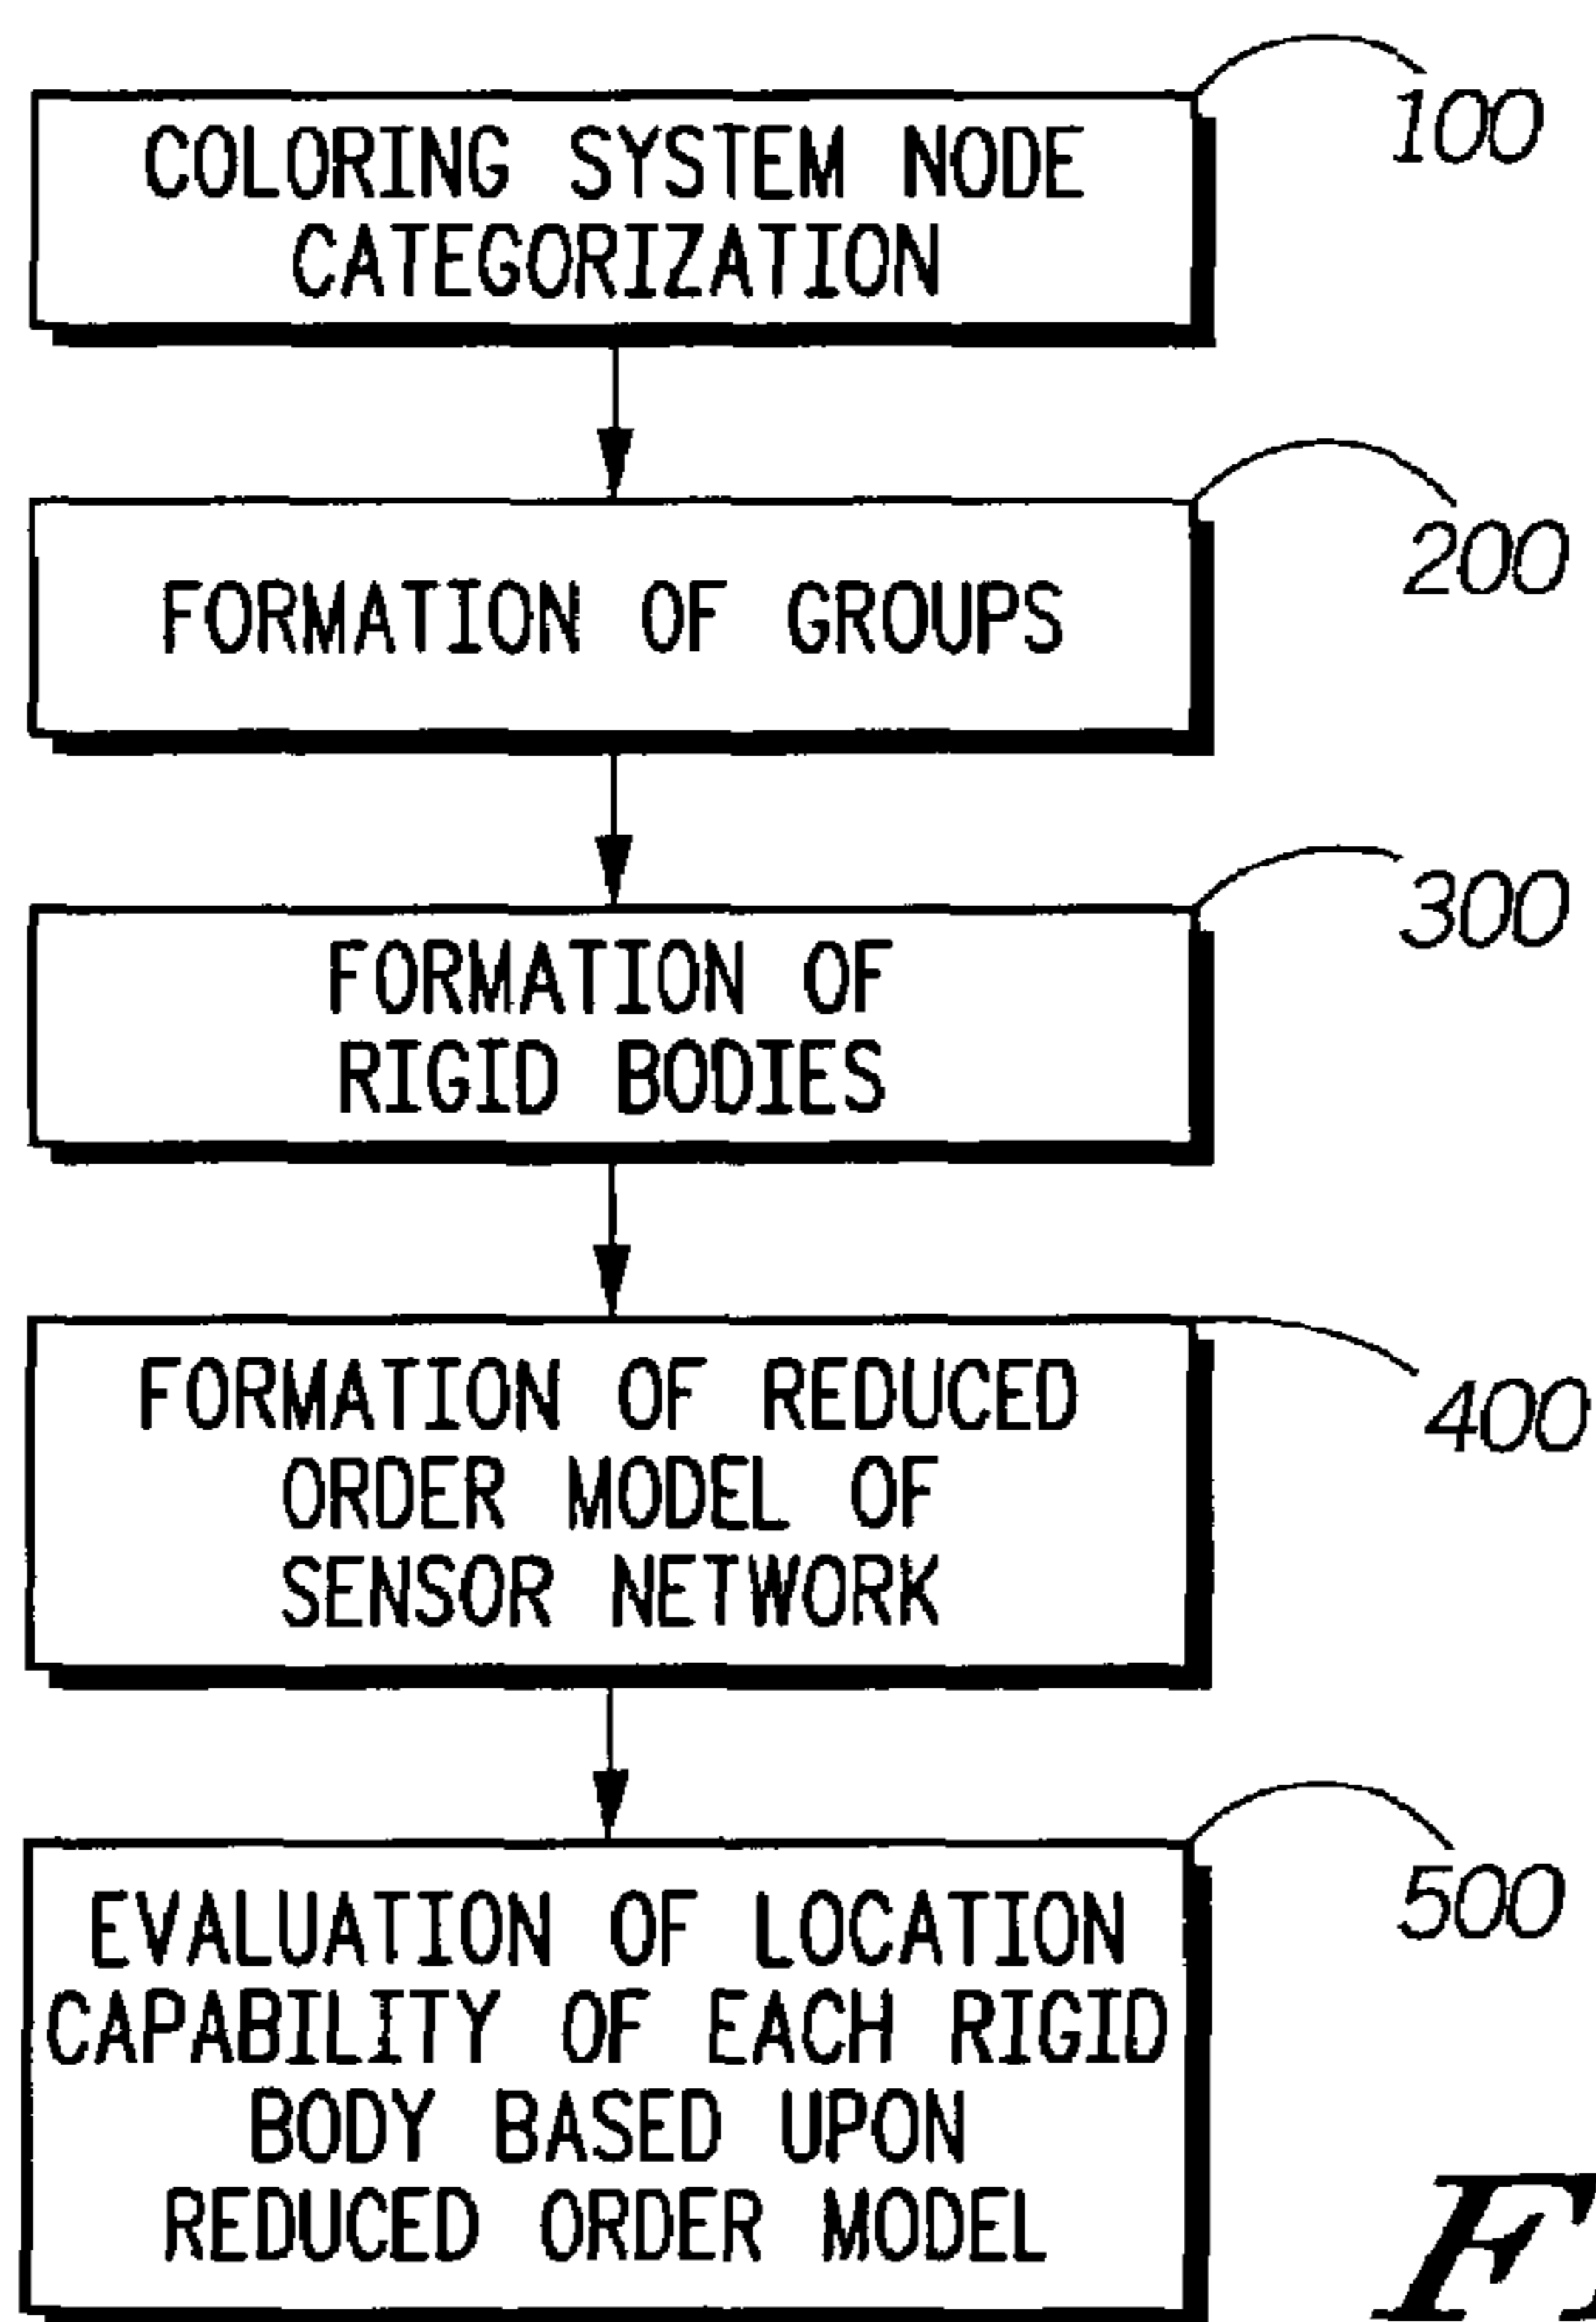 COLORING SYSTEM NODE
CATEGORIZATION
100
FORMATION OF GROUPS
200
FORMATION OF
RIGID BODIES
300
FORMATION OF REDUCED
ORDER MODEL OF
SENSOR NETWORK
400
EVALUATION OF LOCATION
CAPABILITY OF EACH RIGID
BODY BASED UPON
REDUCED ORDER MODEL
500